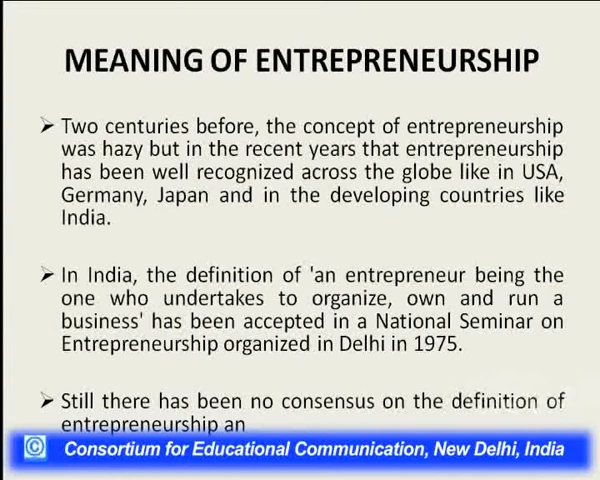 MEANING OF ENTREPRENEURSHIP
➢ Two centuries before, the concept of entrepreneurship
was hazy but in the recent years that entrepreneurship
has been well recognized across the globe like in USA,
Germany, Japan and in the developing countries like
India.
➢ In India, the definition of 'an entrepreneur being the
one who undertakes to organize, own and run a
business' has been accepted in a National Seminar on
Entrepreneurship organized in Delhi in 1975.
➢ Still there has been no consensus on the definition of
entrepreneurship an
© Consortium for Educational Communication, New Delhi, India